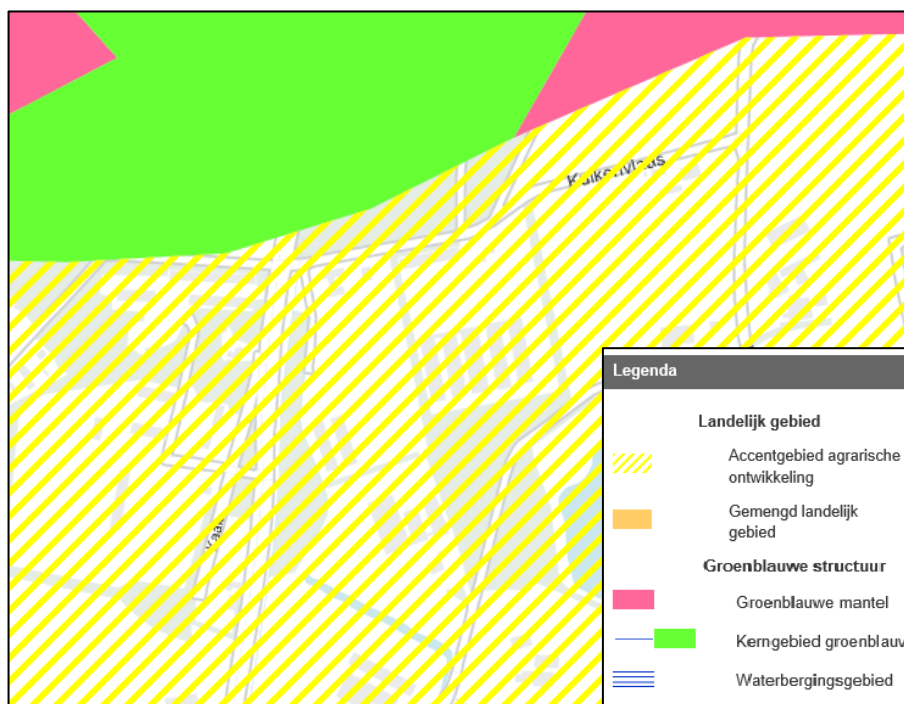 Legenda
Landelijk gebied
Accentgebied agrarische
ontwikkeling
Gemengd landelijk
gebied
Groenblauwe structuur
Groenblauwe mantel
Kerngebied groenblauw
Waterbergingsgebied